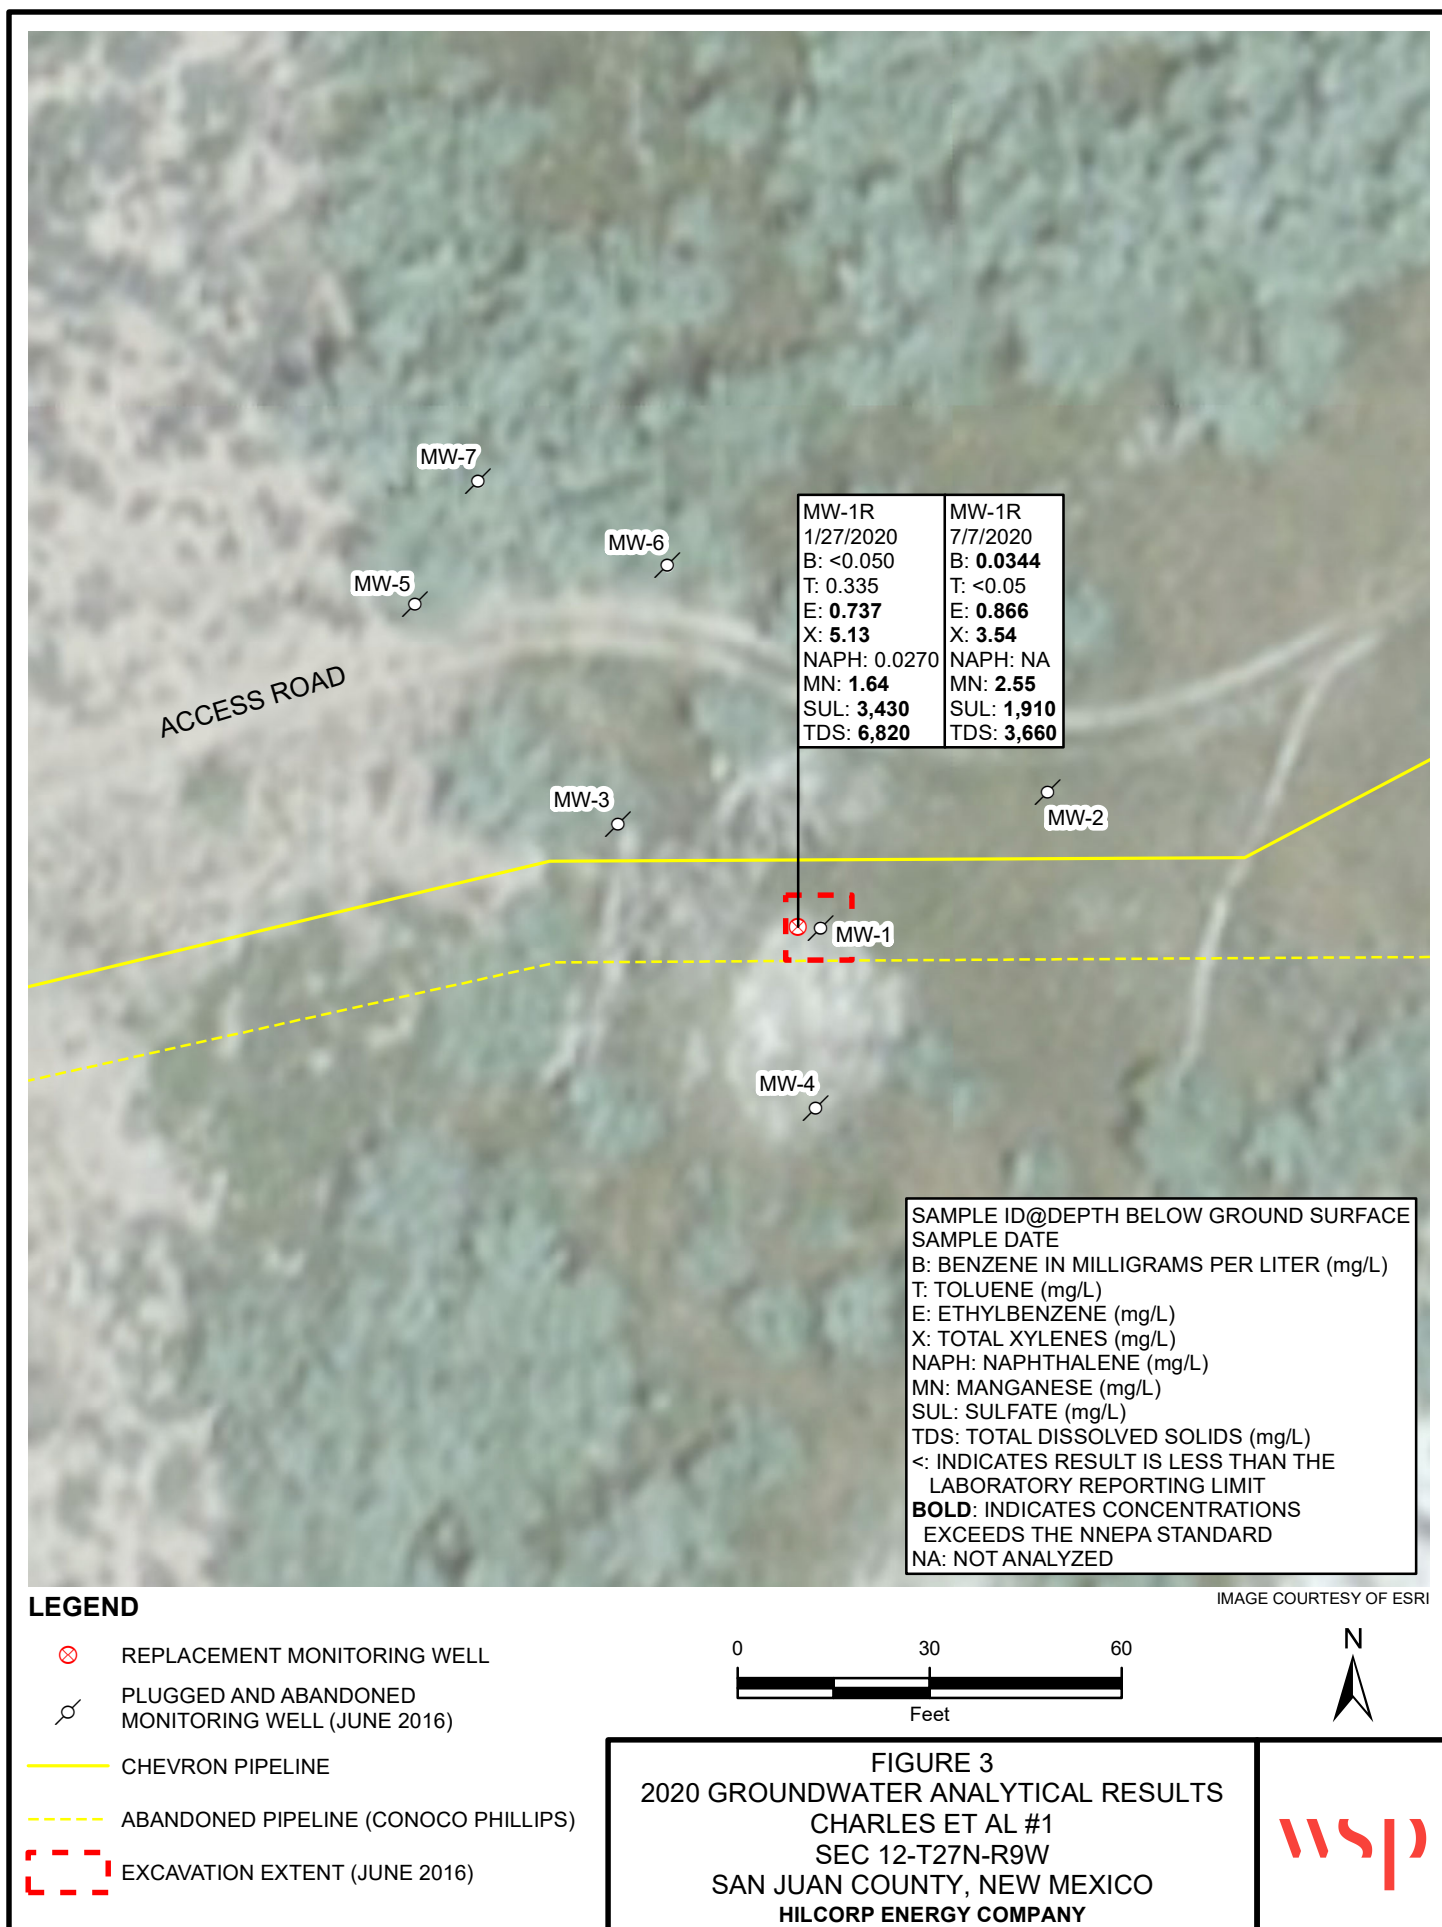 MW-7
MW-6
MW-5
ACCESS ROAD
MW-1R
1/27/2020
B: <0.050
T: 0.335
E: 0.737
X: 5.13
NAPH: 0.0270
MN: 1.64
SUL: 3,430
TDS: 6,820
MW-1R
7/7/2020
B: 0.0344
T: <0.05
E: 0.866
X: 3.54
NAPH: NA
MN: 2.55
SUL: 1,910
TDS: 3,660
MW-3
MW-2
MW-1
MW-4
SAMPLE ID@DEPTH BELOW GROUND SURFACE
SAMPLE DATE
B: BENZENE IN MILLIGRAMS PER LITER (mg/L)
T: TOLUENE (mg/L)
E: ETHYLBENZENE (mg/L)
X: TOTAL XYLENES (mg/L)
NAPH: NAPHTHALENE (mg/L)
MN: MANGANESE (mg/L)
SUL: SULFATE (mg/L)
TDS: TOTAL DISSOLVED SOLIDS (mg/L)
<: INDICATES RESULT IS LESS THAN THE
LABORATORY REPORTING LIMIT
BOLD: INDICATES CONCENTRATIONS
EXCEEDS THE NNEPA STANDARD
NA: NOT ANALYZED
IMAGE COURTESY OF ESRI
LEGEND
REPLACEMENT MONITORING WELL
PLUGGED AND ABANDONED
MONITORING WELL (JUNE 2016)
CHEVRON PIPELINE
ABANDONED PIPELINE (CONOCO PHILLIPS)
EXCAVATION EXTENT (JUNE 2016)
0 30 60
Feet
N
FIGURE 3
2020 GROUNDWATER ANALYTICAL RESULTS
CHARLES ET AL #1
SEC 12-T27N-R9W
SAN JUAN COUNTY, NEW MEXICO
HILCORP ENERGY COMPANY
wsp